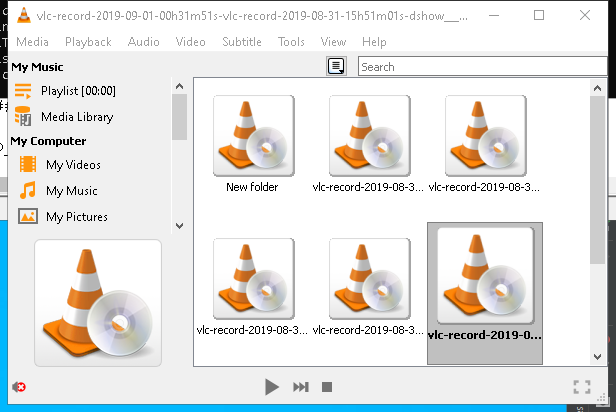 vlc-record-2019-09-01-00h31m51s-vlc-record-2019-08-31-15h51m01s-dshow__...
Media Playback Audio Video Subtitle Tools View Help
My Music
Search
Playlist [00:00]
Media Library
My Computer
My Videos
My Music
My Pictures
New folder
vlc-record-2019-08-3...
vlc-record-2019-08-3...
vlc-record-2019-08-3...
vlc-record-2019-08-3...
vlc-record-2019-0...